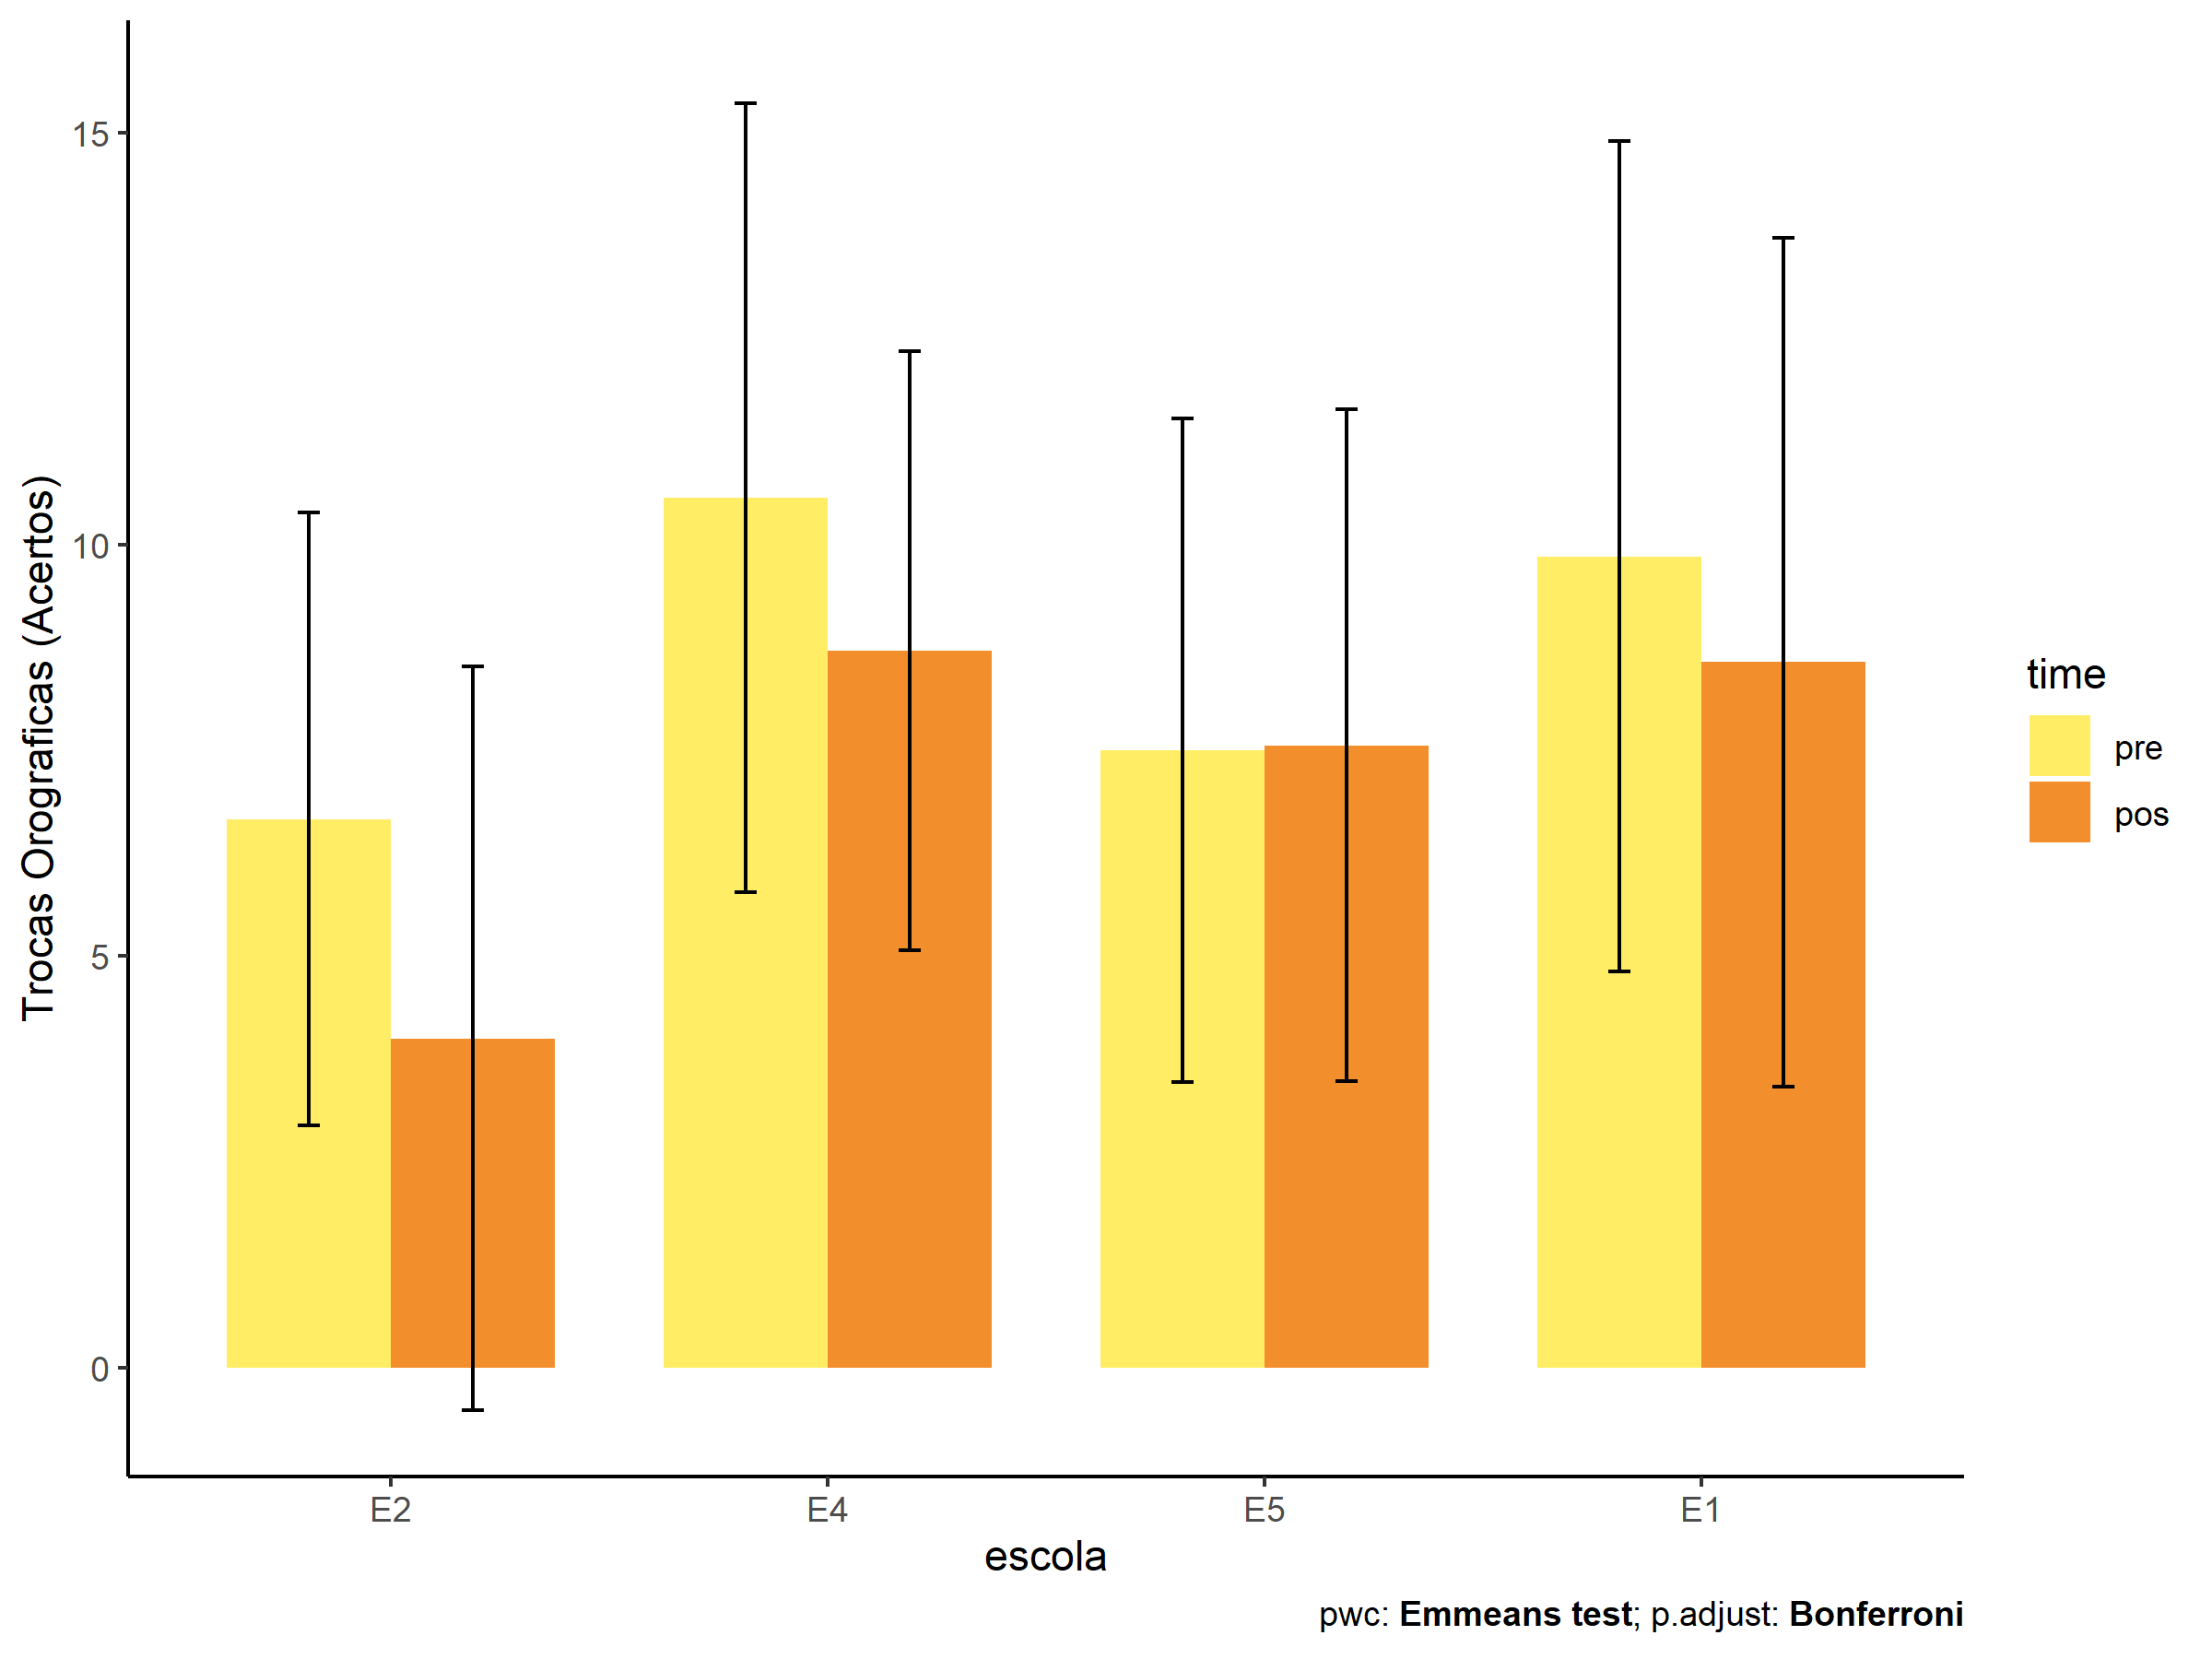 Trocas Orograficas (Acertos)
15
10
5
0
E2 E4 E5 E1
escola
time
pre
pos
pwc: Emmeans test; p.adjust: Bonferroni